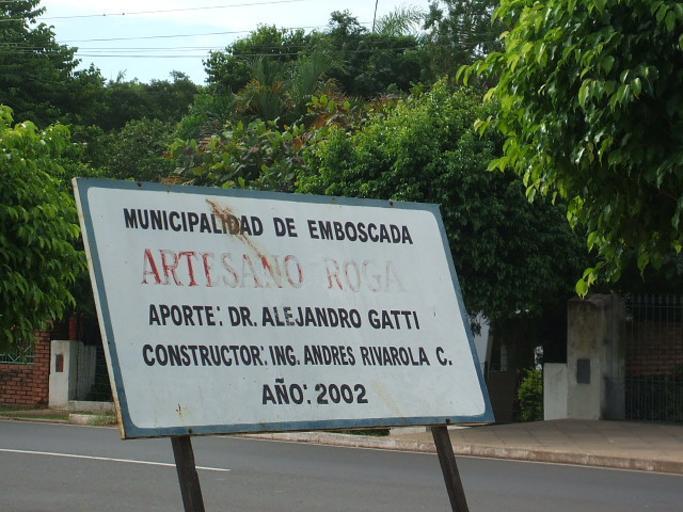 MUNICIPALIDAD DE EMBOSCADA
ARTESANO ROGA
APORTE: DR. ALEJANDRO GATTI
CONSTRUCTOR: ING. ANDRES RIVAROLA C.
AÑO: 2002